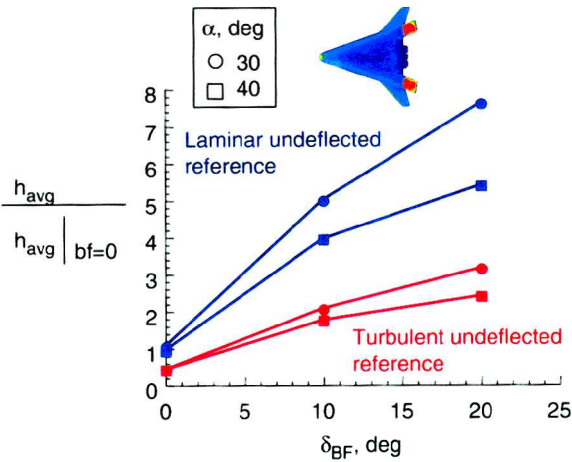 α, deg
30
40
8
7
6
5
4
3
2
1
0
Laminar undeflected
reference
h_avg
h_avg | bf=0
Turbulent undeflected
reference
0 5 10 15 20 25
δ_BF, deg